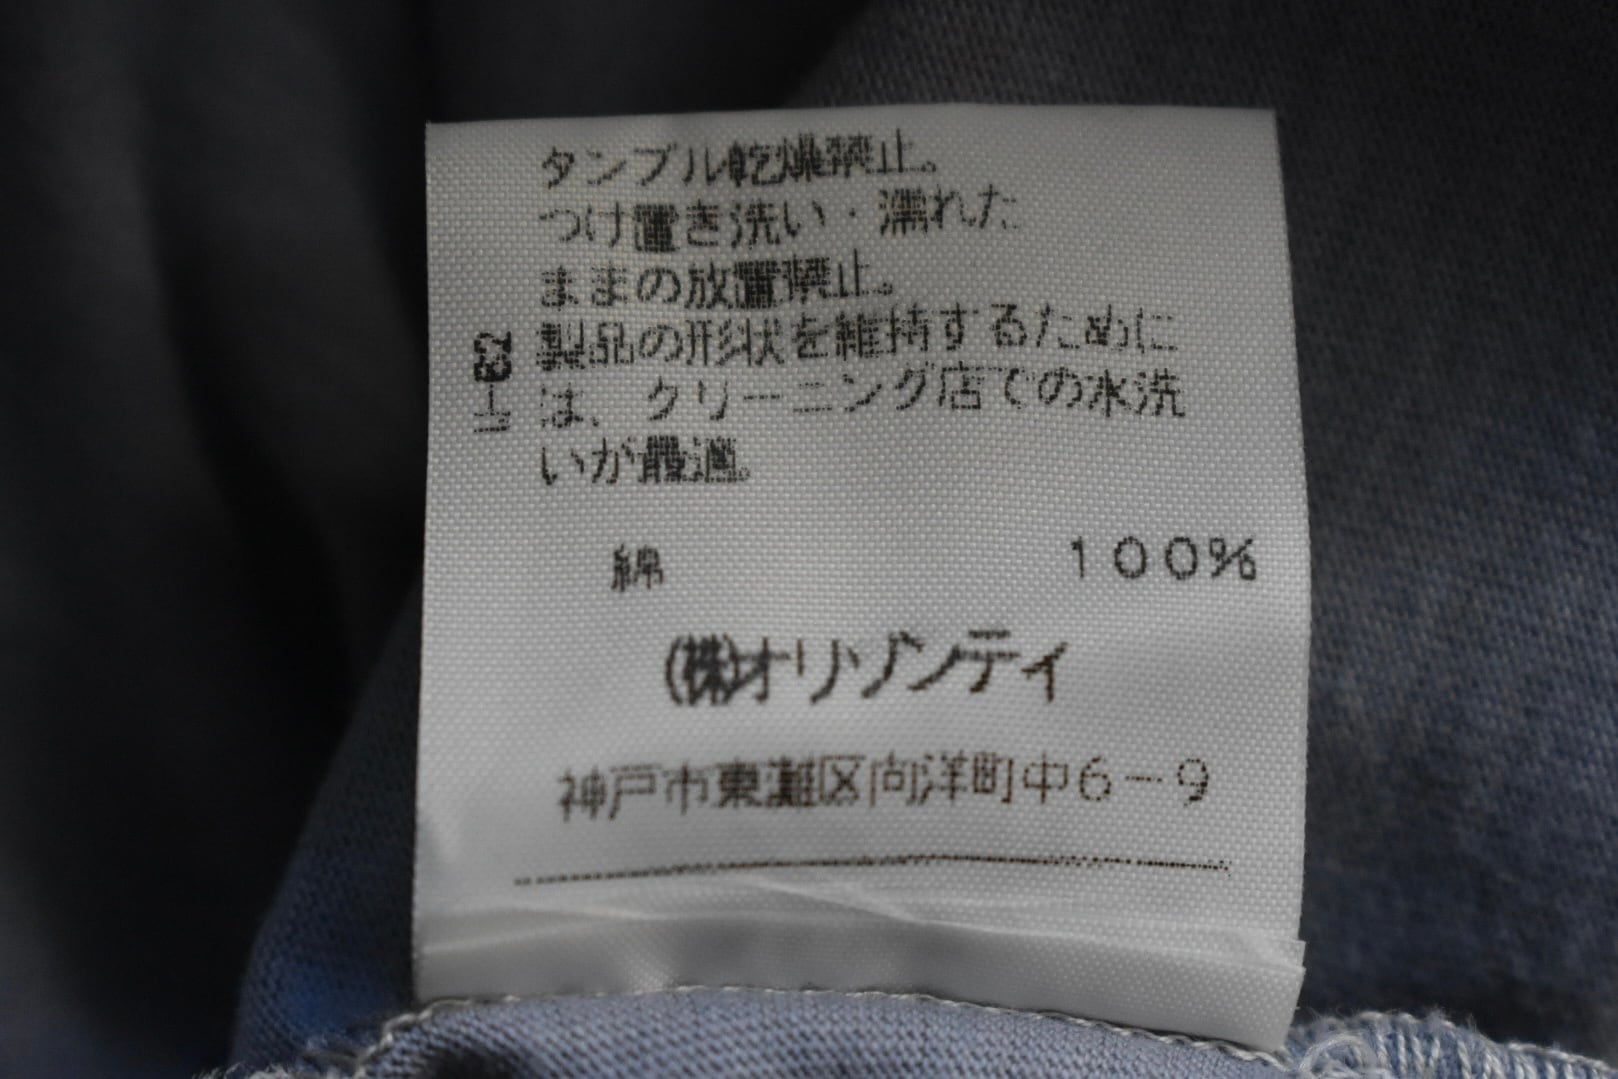 タンブル乾燥禁止。
つけ置き洗い・濡れた
ままの放置禁止。
製品の形状を維持するために
は、クリーニング店での水洗
いが最適。
綿 100%
(株)オリゾンティ
神戸市東灘区向洋町中6-9